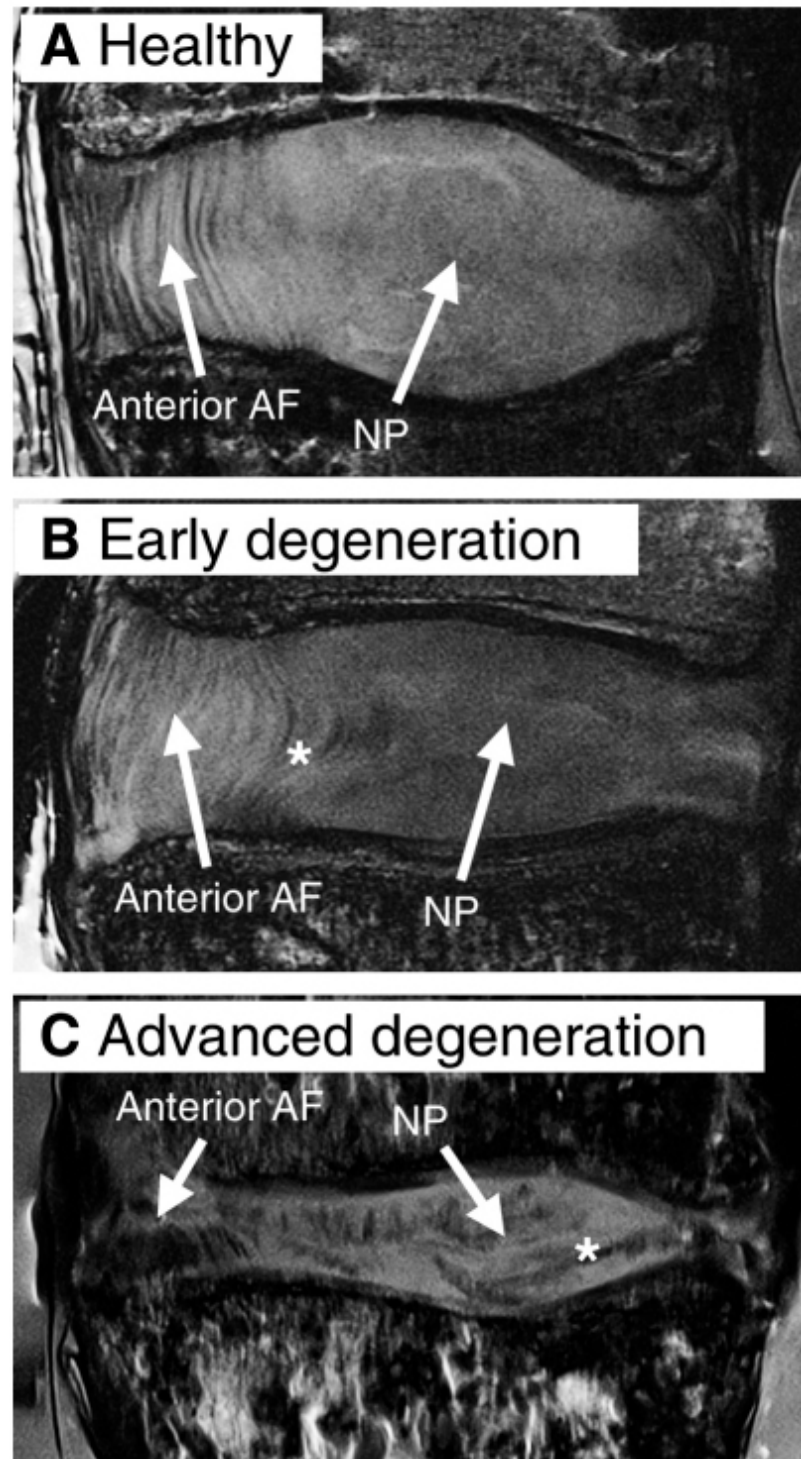 A Healthy
Anterior AF
NP
B Early degeneration
*
Anterior AF
NP
C Advanced degeneration
Anterior AF
NP
*